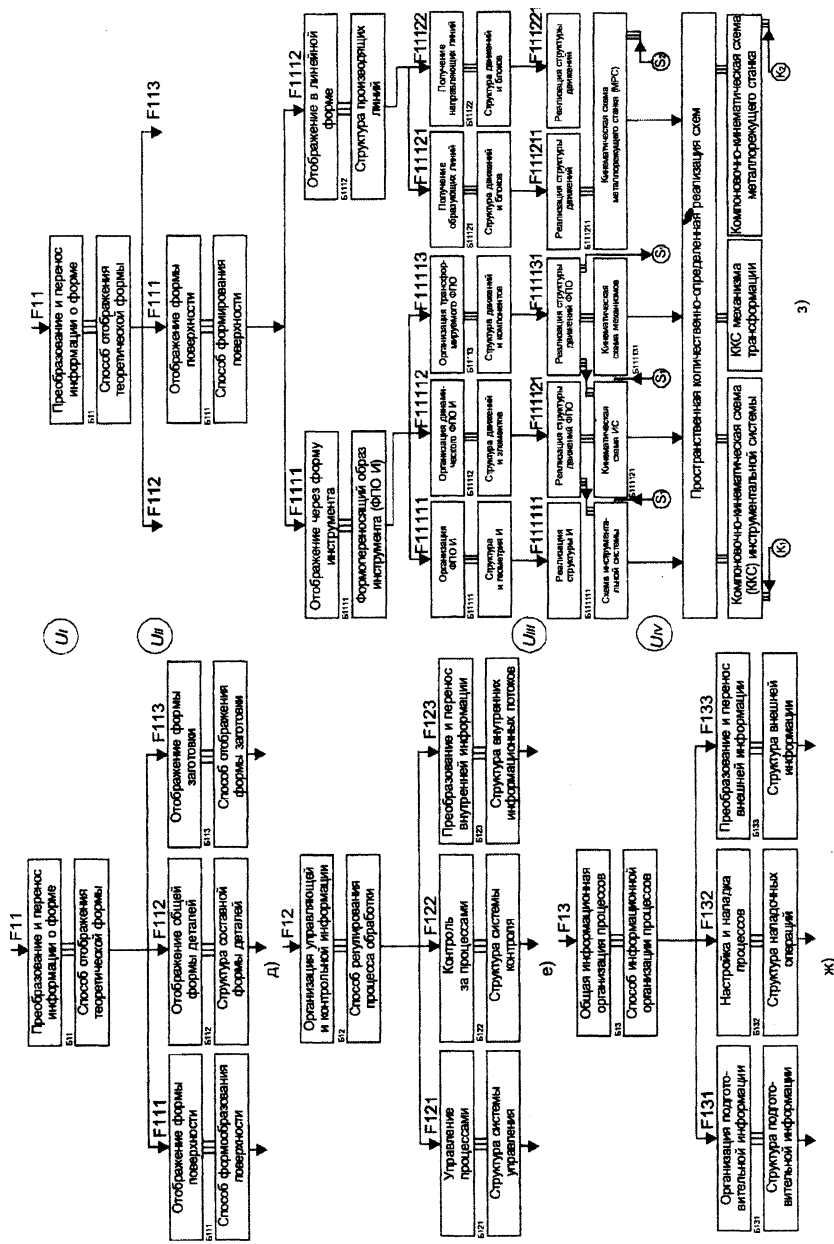 F11
Преобразование и перенос
информации о форме
Б11
Способ отображения
теоретической формы
F111
Отображение формы
поверхности
Б111
Способ формообразования
поверхности
F112
Отображение общей
формы деталей
Б112
Структура составной
формы деталей
F113
Отображение формы
заготовки
Б113
Способ отображения
формы заготовки
д)
F12
Организация управляющей
и контрольной информации
Б12
Способ регулирования
процесса обработки
F121
Управление
процессами
Б121
Структура системы
управления
F122
Контроль
за процессами
Б122
Структура системы
контроля
F123
Преобразование и перенос
внутренней информации
Б123
Структура внутренних
информационных потоков
е)
F13
Общая информационная
организация процессов
Б13
Способ информационной
организации процессов
F131
Организация подгото-
вительной информации
Б131
Структура подгото-
вительной информации
F132
Настройка и наладка
процессов
Б132
Структура наладочных
операций
F133
Преобразование и перенос
внешней информации
Б133
Структура внешней
информации
ж)
UI
UII
UIII
UIV
F11
Преобразование и перенос
информации о форме
Б11
Способ отображения
теоретической формы
F112
F111
F113
Отображение формы
поверхности
Б111
Способ формирования
поверхности
F1111
Отображение через форму
инструмента
Б1111
Формопереносящий образ
инструмента (ФПО И)
F1112
Отображение в линейной
форме
Б1112
Структура производящих
линий
F11111
Организация
ФПО И
Б11111
Структура
и геометрия И
F11112
Организация динами-
ческого ФПО И
Б11112
Структура движений
и элементов
F11113
Организация трансфор-
мируемого ФПО
Б11113
Структура движений
и компонентов
F11121
Получение
образующих линий
Б11121
Структура движений
и блоков
F11122
Получение
направляющих линий
Б11122
Структура движений
и блоков
F111111
Реализация
структуры И
Б111111
Схема инструмента-
льной системы
F111121
Реализация структуры
движений ФПО
Б111121
Кинематическая
схема ИС
F111131
Реализация структуры
движений ФПО
Б111131
Кинематическая
схема механизмов
F111211
Реализация структуры
движений
Б111211
F111221
Реализация структуры
движений
Кинематическая схема
металлорежущего станка (МРС)
Пространственная количественно-определенная реализация схем
Компоновочно-кинематическая схема
(ККС) инструментальной системы
K1
ККС механизма
трансформации
Компоновочно-кинематическая схема
металлорежущего станка
K2
з)